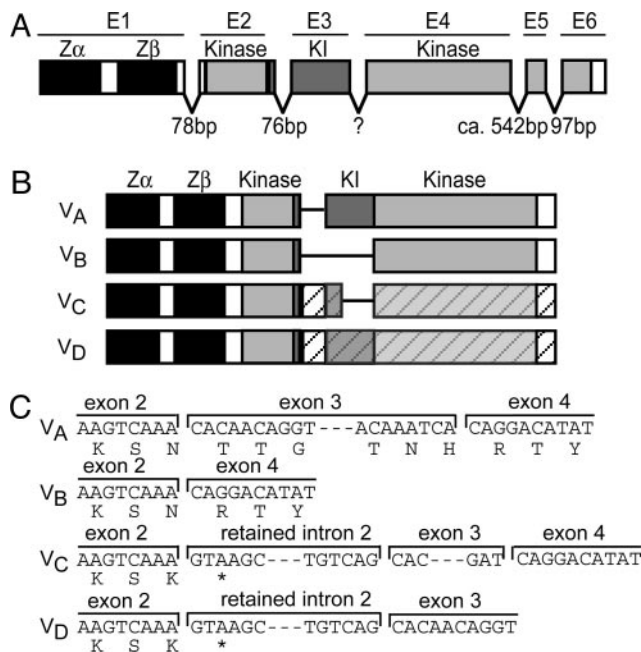 A
E1 E2 E3 E4 E5 E6
Zα Zβ Kinase KI Kinase
78bp 76bp ? ca. 542bp 97bp
B
Zα Zβ Kinase KI Kinase
VA
VB
VC
VD
C
exon 2 exon 3 exon 4
VA AAGTCAAA CACAACAGGT---ACAAATCA CAGGACATAT
K S N T T G T N H R T Y
exon 2 exon 4
VB AAGTCAAA CAGGACATAT
K S N R T Y
exon 2 retained intron 2 exon 3 exon 4
VC AAGTCAAA GTAAGC---TGTCAG CAC---GAT CAGGACATAT
K S K *
exon 2 retained intron 2 exon 3
VD AAGTCAAA GTAAGC---TGTCAG CACAACAGGT
K S K *